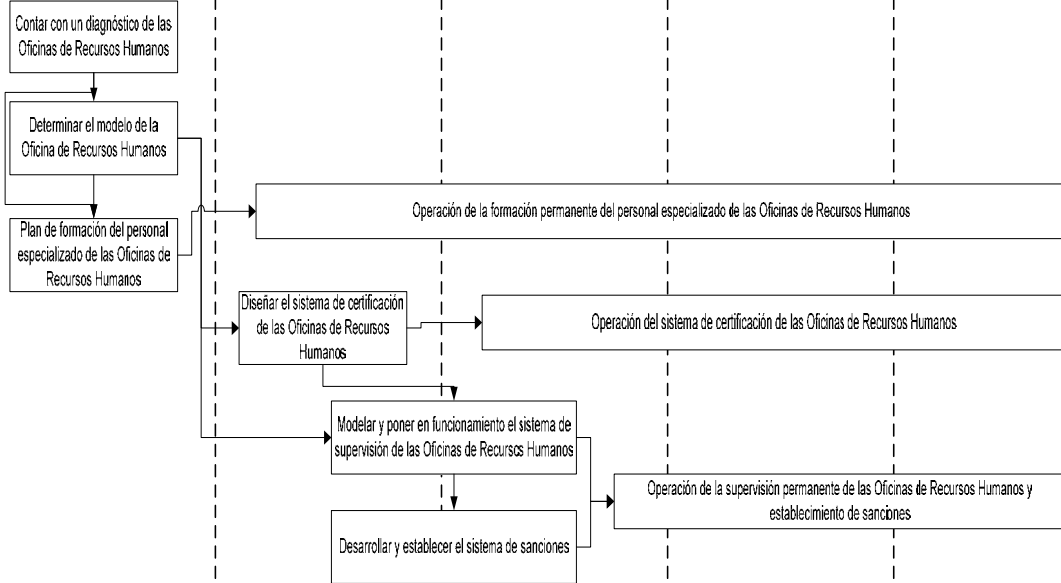 Contar con un diagnóstico de las
Oficinas de Recursos Humanos
Determinar el modelo de la
Oficina de Recursos Humanos
Plan de formación del personal
especializado de las Oficinas de
Recursos Humanos
Operación de la formación permanente del personal especializado de las Oficinas de Recursos Humanos
Diseñar el sistema de certificación
de las Oficinas de Recursos
Humanos
Operación del sistema de certificación de las Oficinas de Recursos Humanos
Modelar y poner en funcionamiento el sistema de
supervisión de las Oficinas de Recursos Humanos
Operación de la supervisión permanente de las Oficinas de Recursos Humanos y
establecimiento de sanciones
Desarrollar y establecer el sistema de sanciones